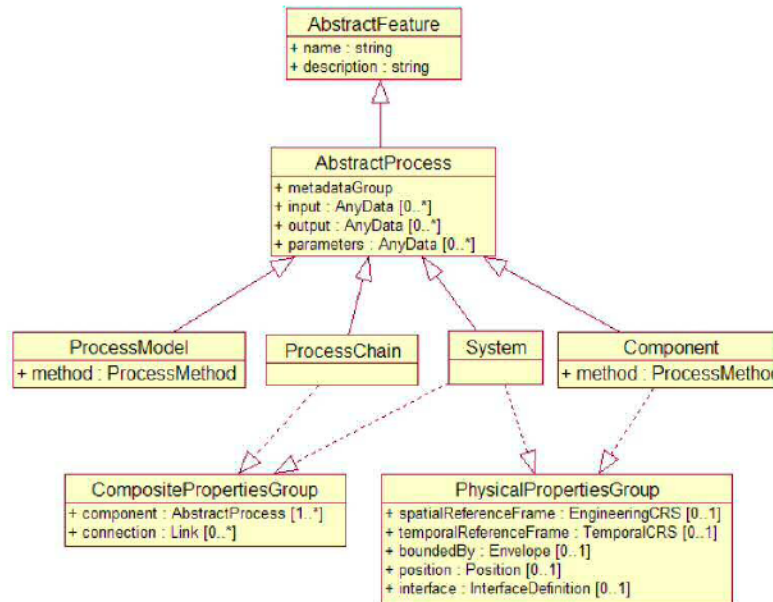 AbstractFeature
+ name : string
+ description : string
AbstractProcess
+ metadataGroup
+ input : AnyData [0..*]
+ output : AnyData [0..*]
+ parameters : AnyData [0..*]
ProcessModel
+ method : ProcessMethod
ProcessChain
System
Component
+ method : ProcessMethod
CompositePropertiesGroup
+ component : AbstractProcess [1..*]
+ connection : Link [0..*]
PhysicalPropertiesGroup
+ spatialReferenceFrame : EngineeringCRS [0..1]
+ temporalReferenceFrame : TemporalCRS [0..1]
+ boundedBy : Envelope [0..1]
+ position : Position [0..1]
+ interface : InterfaceDefinition [0..1]